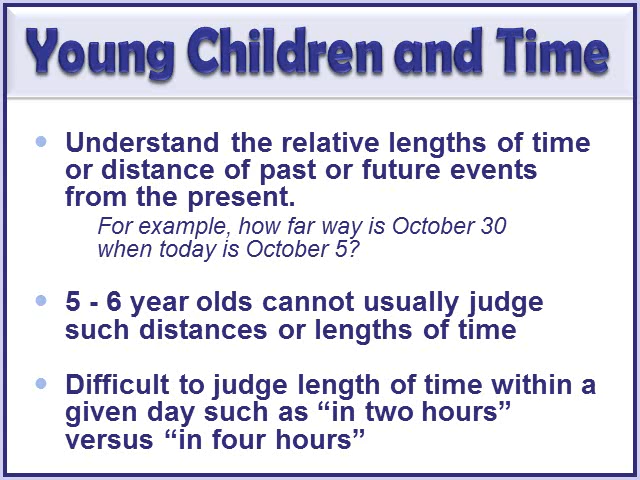 Young Children and Time
• Understand the relative lengths of time
or distance of past or future events
from the present.
For example, how far way is October 30
when today is October 5?
• 5 - 6 year olds cannot usually judge
such distances or lengths of time
• Difficult to judge length of time within a
given day such as “in two hours”
versus “in four hours”